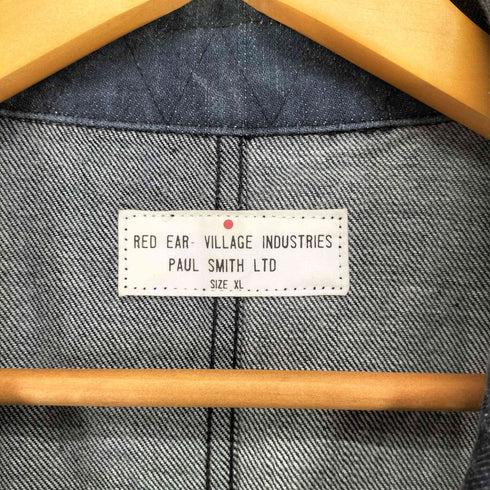 RED EAR- VILLAGE INDUSTRIES
PAUL SMITH LTD
SIZE XL